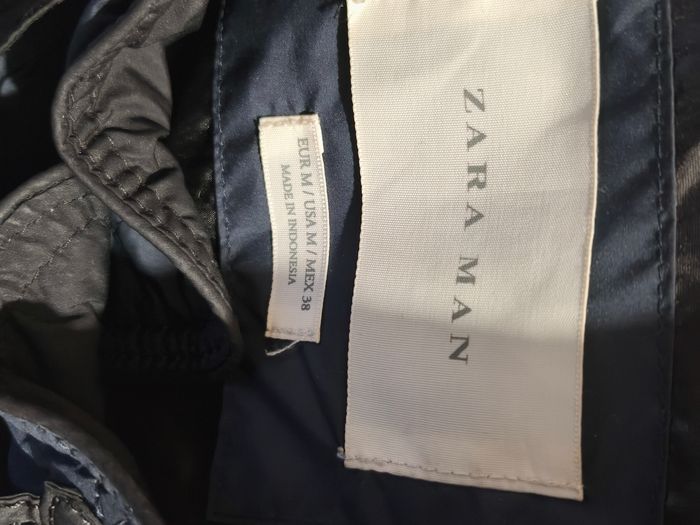 ZARA MAN
EUR M / USA M / MEX 38
MADE IN INDONESIA